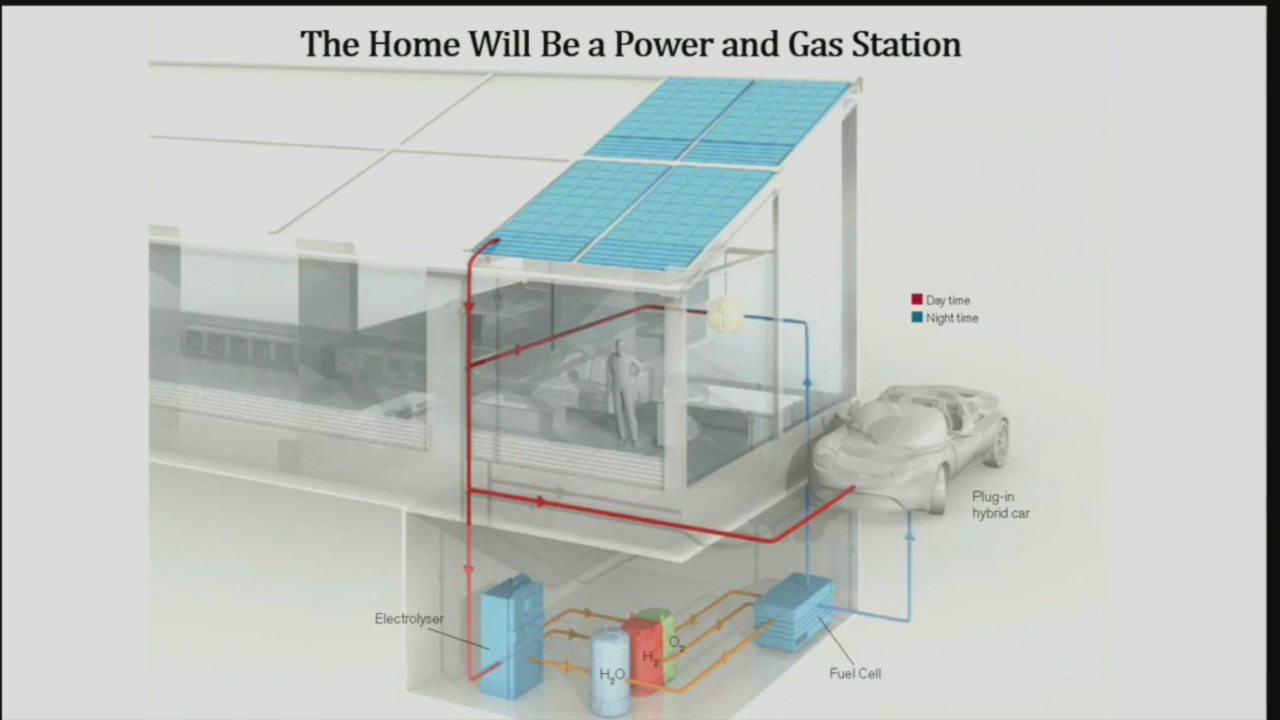 The Home Will Be a Power and Gas Station
Day time
Night time
Plug-in
hybrid car
Electrolyser
O₂
H₂
H₂O
Fuel Cell